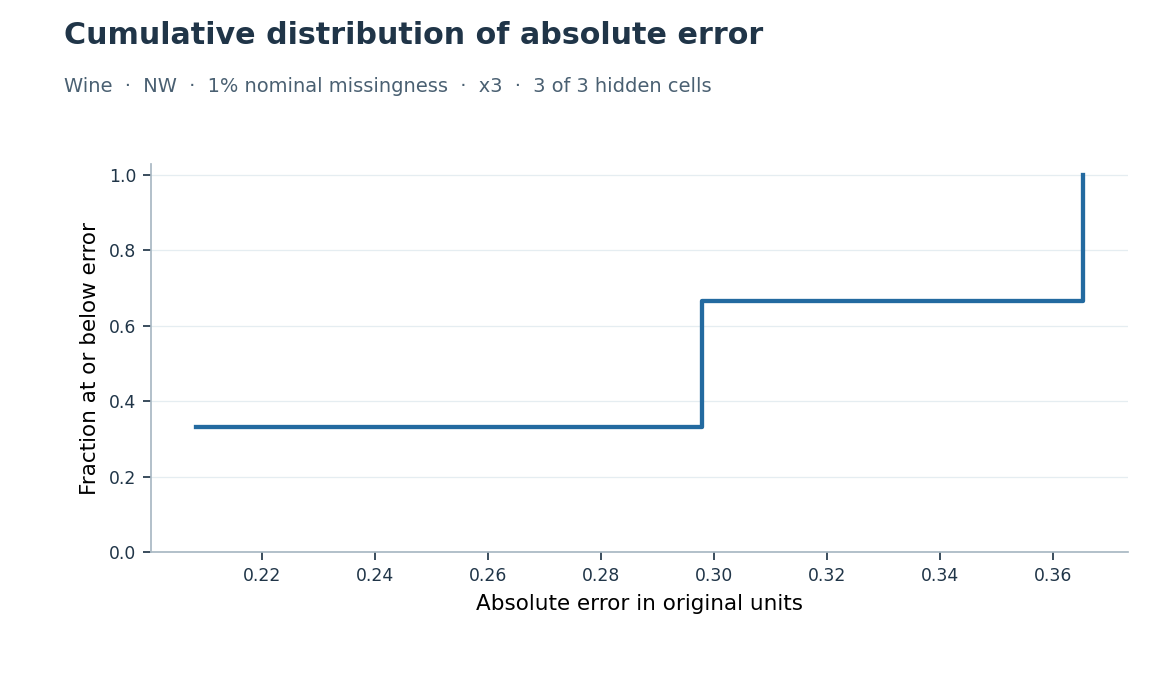 Cumulative distribution of absolute error
Wine · NW · 1% nominal missingness · x3 · 3 of 3 hidden cells
Fraction at or below error
1.0
0.8
0.6
0.4
0.2
0.0
0.22 0.24 0.26 0.28 0.30 0.32 0.34 0.36
Absolute error in original units